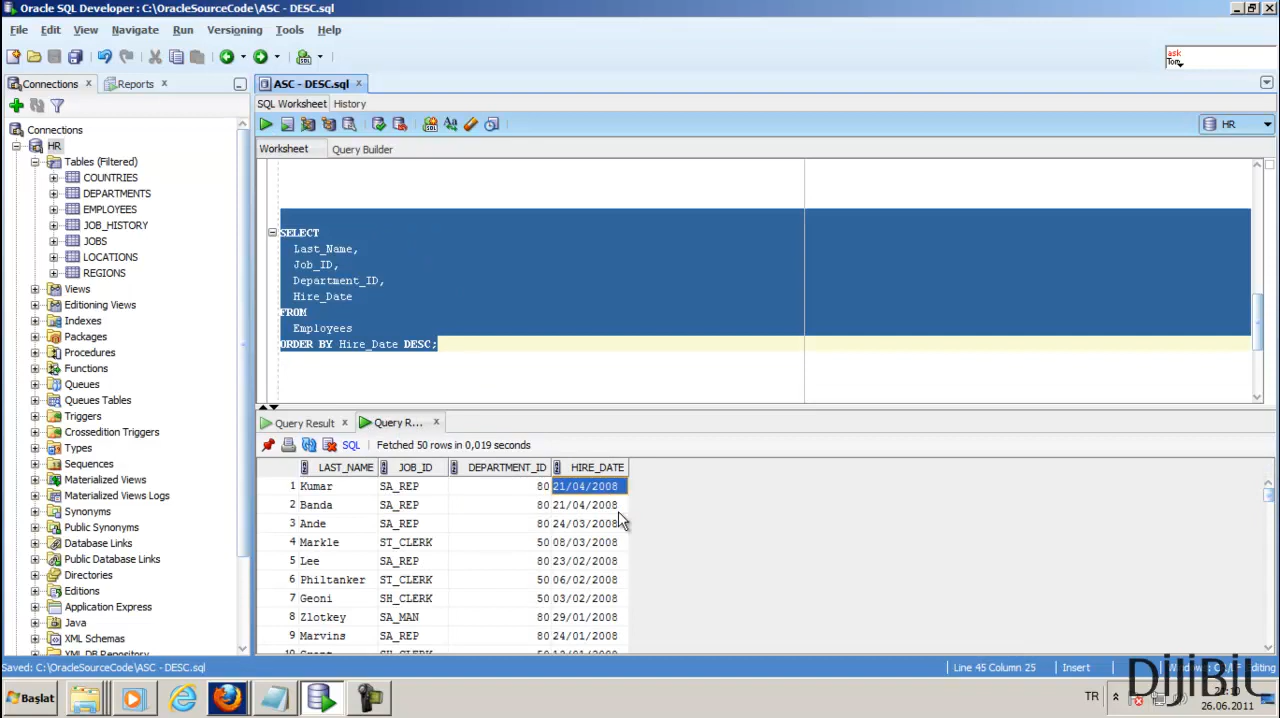 Oracle SQL Developer : C:\OracleSourceCode\ASC - DESC.sql
File Edit View Navigate Run Versioning Tools Help
ask
Tom
Connections Reports ASC - DESC.sql
SQL Worksheet History
HR
Worksheet Query Builder
Connections
HR
Tables (Filtered)
COUNTRIES
DEPARTMENTS
EMPLOYEES
JOB_HISTORY
JOBS
LOCATIONS
REGIONS
Views
Editioning Views
Indexes
Packages
Procedures
Functions
Queues
Queues Tables
Triggers
Crossedition Triggers
Types
Sequences
Materialized Views
Materialized Views Logs
Synonyms
Public Synonyms
Database Links
Public Database Links
Directories
Editions
Application Express
Java
XML Schemas
XML DB Repository
SELECT
Last_Name,
Job_ID,
Department_ID,
Hire_Date
FROM
Employees
ORDER BY Hire_Date DESC;
Query Result Query R...
SQL Fetched 50 rows in 0,019 seconds
LAST_NAME JOB_ID DEPARTMENT_ID HIRE_DATE
1 Kumar SA_REP 80 21/04/2008
2 Banda SA_REP 80 21/04/2008
3 Ande SA_REP 80 24/03/2008
4 Markle ST_CLERK 50 08/03/2008
5 Lee SA_REP 80 23/02/2008
6 Philtanker ST_CLERK 50 06/02/2008
7 Geoni SH_CLERK 50 03/02/2008
8 Zlotkey SA_MAN 80 29/01/2008
9 Marvins SA_REP 80 24/01/2008
Saved: C:\OracleSourceCode\ASC - DESC.sql Line 45 Column 25 Insert Editing
DIJIBIL
Başlat TR
26.06.2011